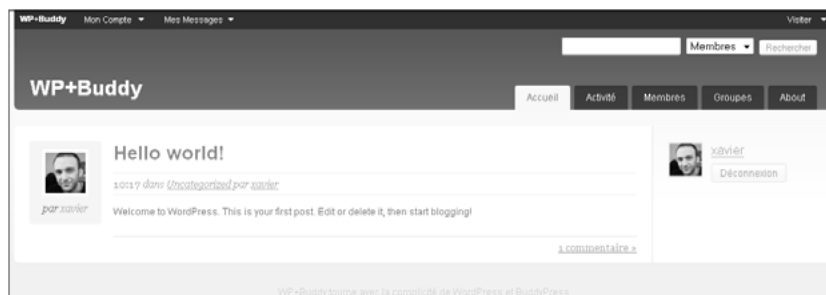 WP+Buddy Mon Compte Mes Messages Visiter
Membres Rechercher
WP+Buddy
Accueil Activité Membres Groupes About
Hello world!
xavier
Déconnexion
10:17 dans Uncategorized par xavier
par xavier
Welcome to WordPress. This is your first post. Edit or delete it, then start blogging!
1 commentaire »
WP+Buddy tourne avec la complicité de WordPress et BuddyPress